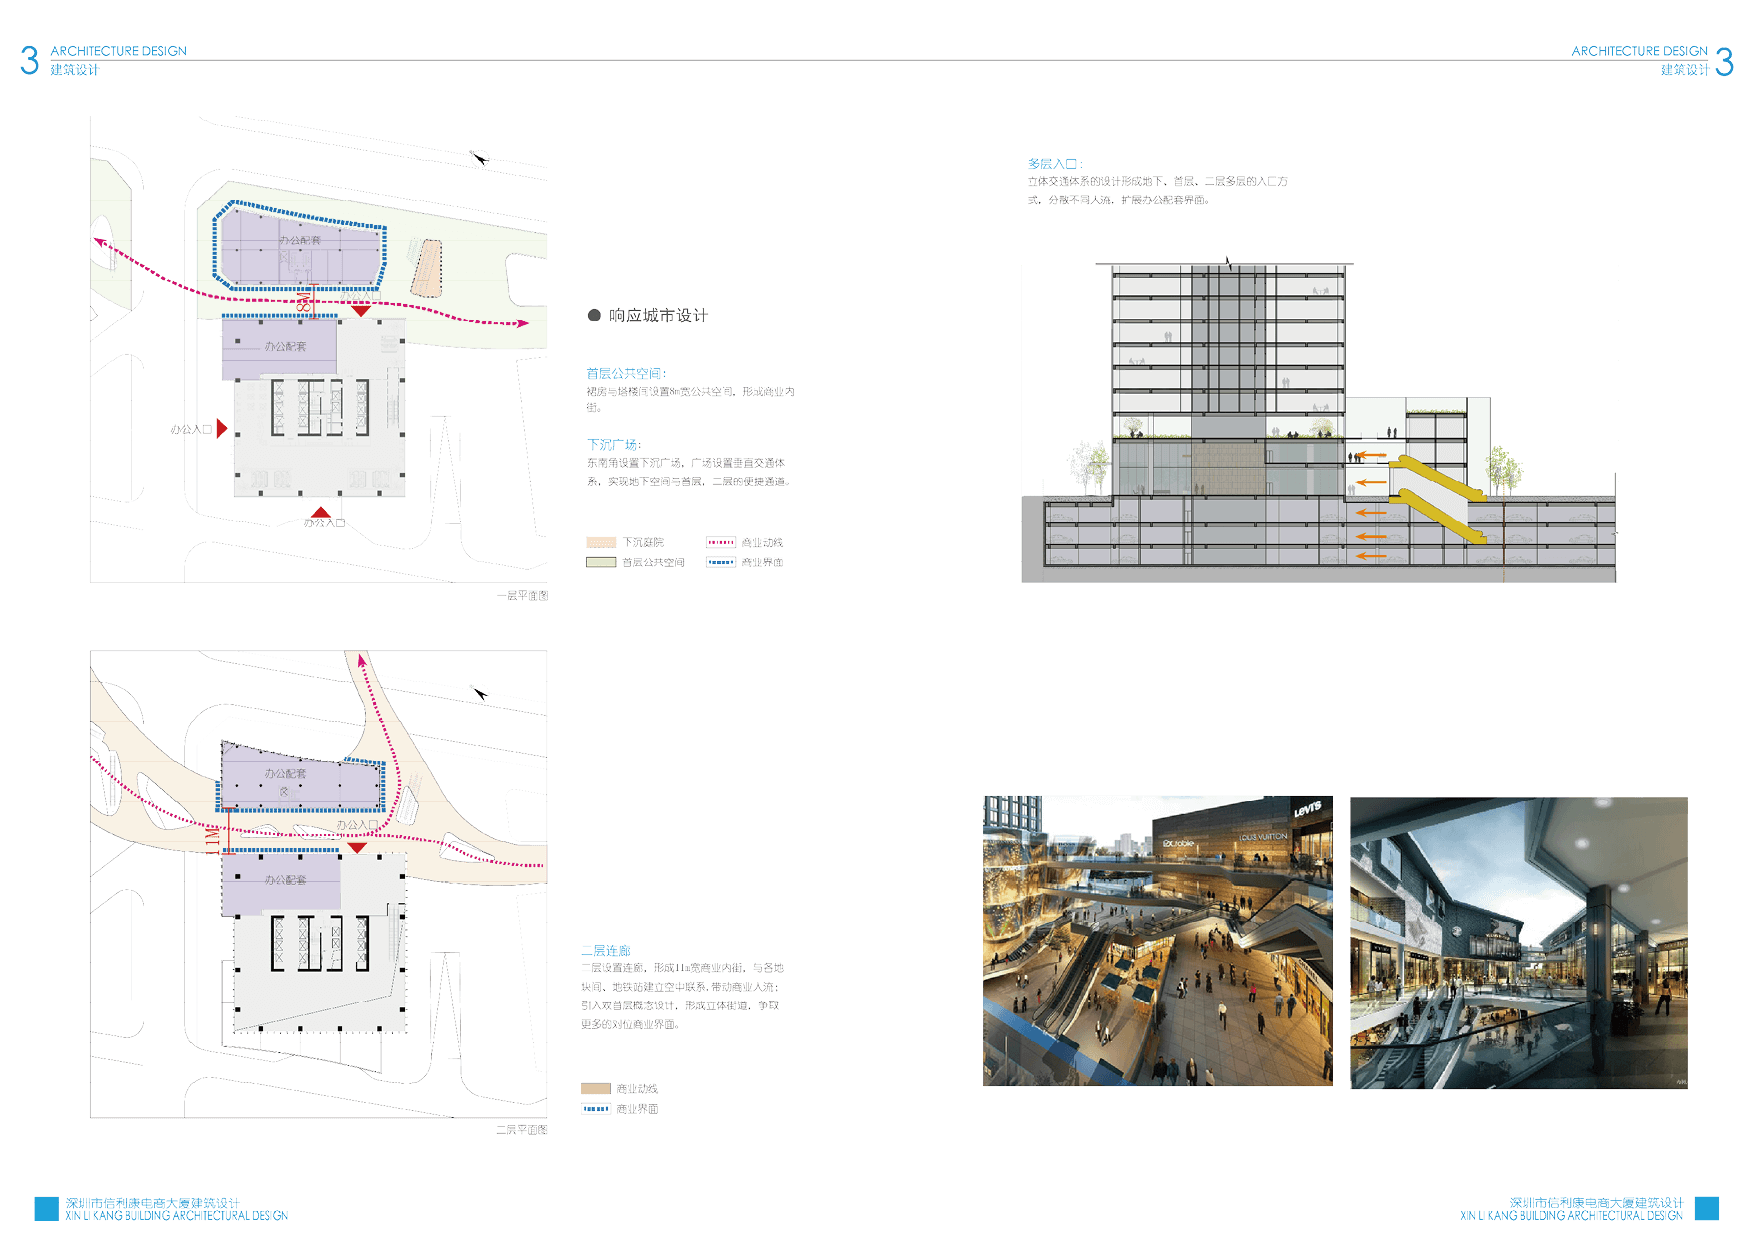 3
ARCHITECTURE DESIGN
建筑设计
ARCHITECTURE DESIGN
建筑设计
3
办公配套
8M
办公入口
办公配套
办公入口
办公入口
一层平面图
响应城市设计
首层公共空间：
裙房与塔楼间设置8m宽公共空间，形成商业内
街。
下沉广场：
东南角设置下沉广场，广场设置垂直交通体
系，实现地下空间与首层，二层的便捷通道。
下沉庭院
商业动线
首层公共空间
商业界面
多层入口：
立体交通体系的设计形成地下、首层、二层多层的入口方
式，分散不同人流，扩展办公配套界面。
办公配套
11M
办公入口
办公配套
二层平面图
二层连廊
二层设置连廊，形成11m宽商业内街，与各地
块间、地铁站建立空中联系，带动商业人流；
引入双首层概念设计，形成立体街道，争取
更多的对位商业界面。
商业动线
商业界面
LEVI'S
LOUIS VUITTON
深圳市信利康电商大厦建筑设计
XIN LI KANG BUILDING ARCHITECTURAL DESIGN
深圳市信利康电商大厦建筑设计
XIN LI KANG BUILDING ARCHITECTURAL DESIGN